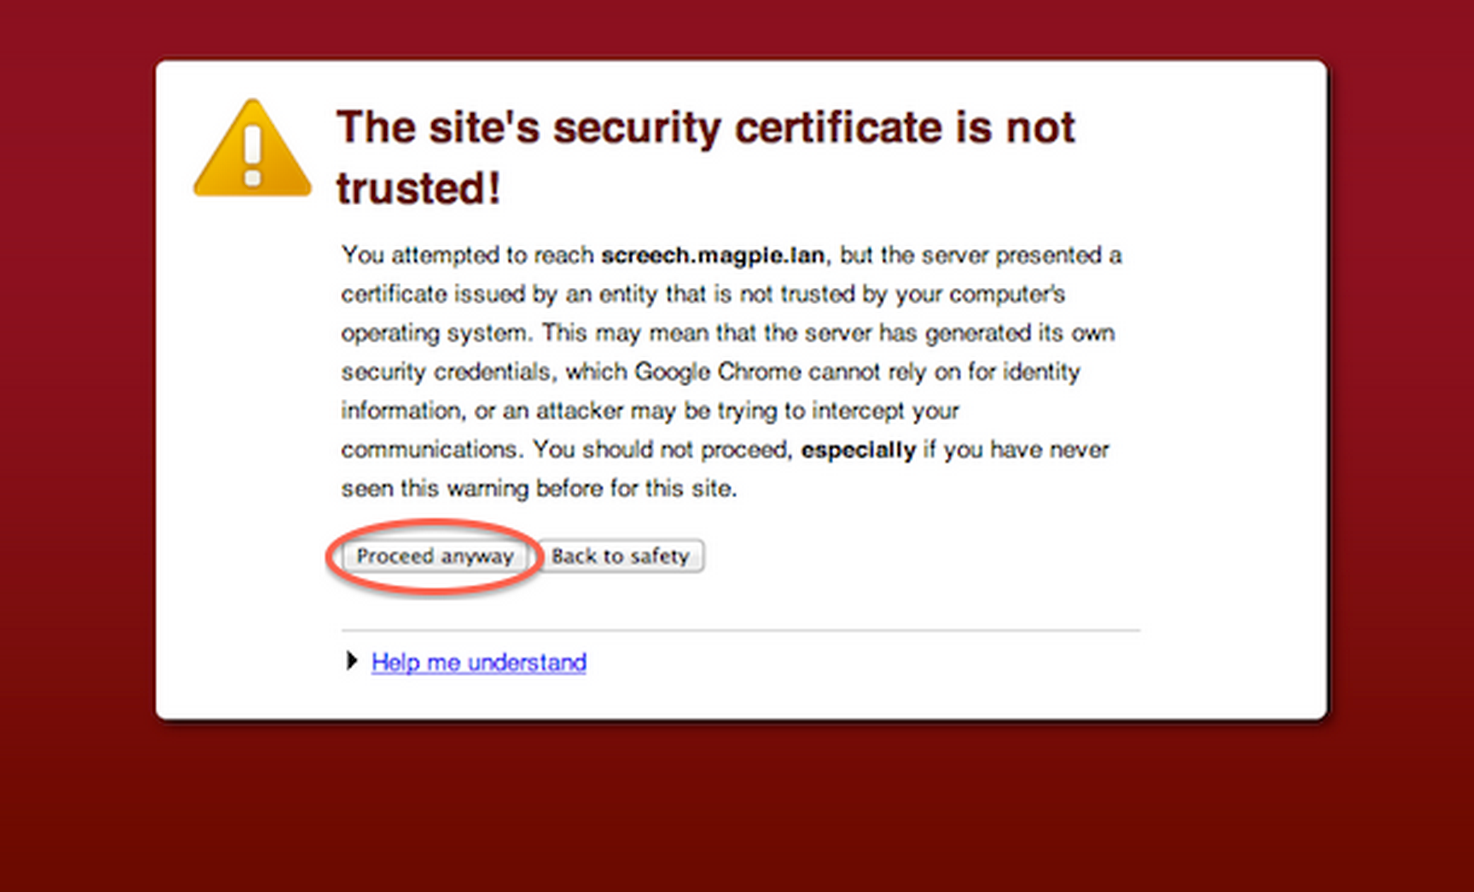 The site's security certificate is not
trusted!
You attempted to reach screech.magpie.lan, but the server presented a
certificate issued by an entity that is not trusted by your computer's
operating system. This may mean that the server has generated its own
security credentials, which Google Chrome cannot rely on for identity
information, or an attacker may be trying to intercept your
communications. You should not proceed, especially if you have never
seen this warning before for this site.
Proceed anyway Back to safety
Help me understand